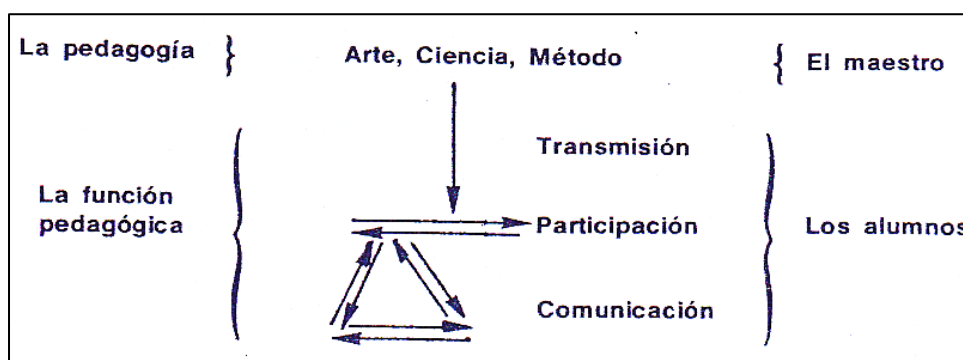 La pedagogía } Arte, Ciencia, Método { El maestro
Transmisión
La función
pedagógica
Participación
Los alumnos
Comunicación